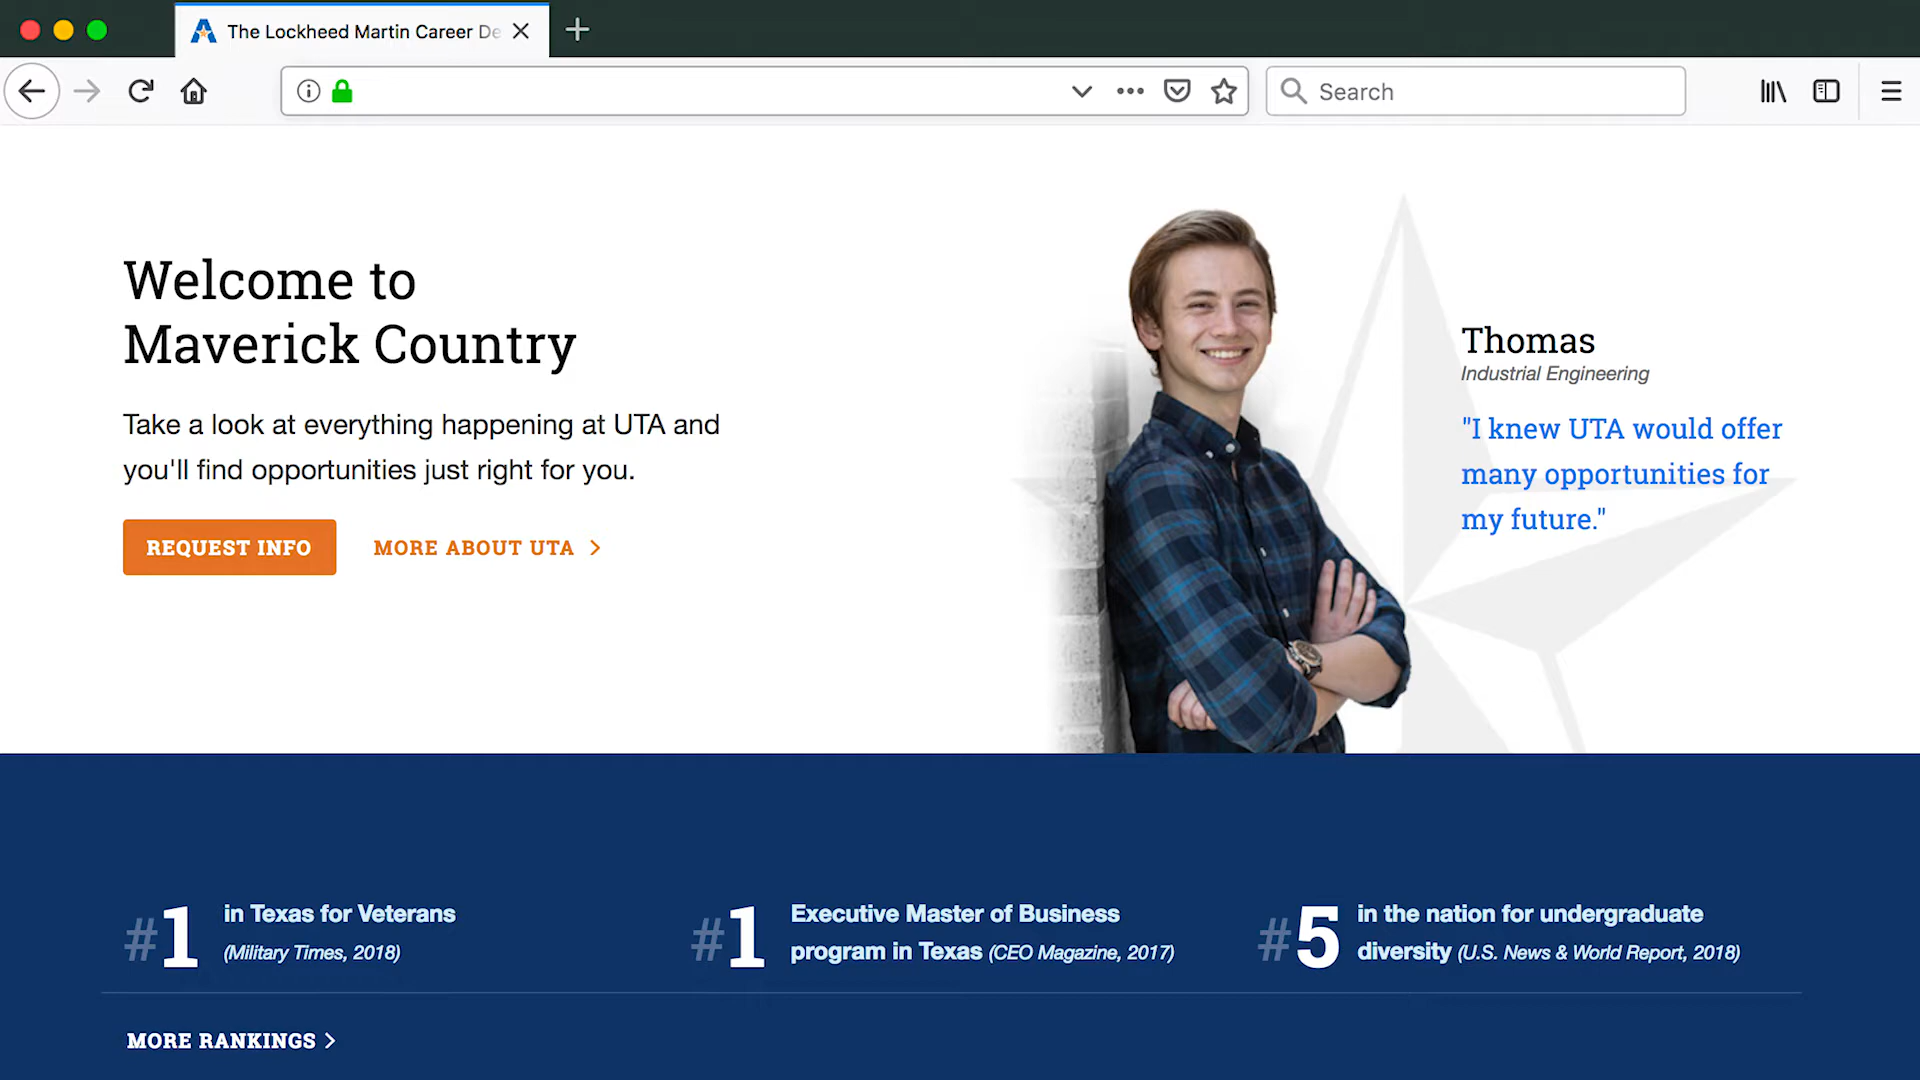 The Lockheed Martin Career De
Search
Welcome to
Maverick Country
Take a look at everything happening at UTA and
you'll find opportunities just right for you.
REQUEST INFO
MORE ABOUT UTA
Thomas
Industrial Engineering
"I knew UTA would offer
many opportunities for
my future."
#1 in Texas for Veterans
(Military Times, 2018)
#1 Executive Master of Business
program in Texas (CEO Magazine, 2017)
#5 in the nation for undergraduate
diversity (U.S. News & World Report, 2018)
MORE RANKINGS